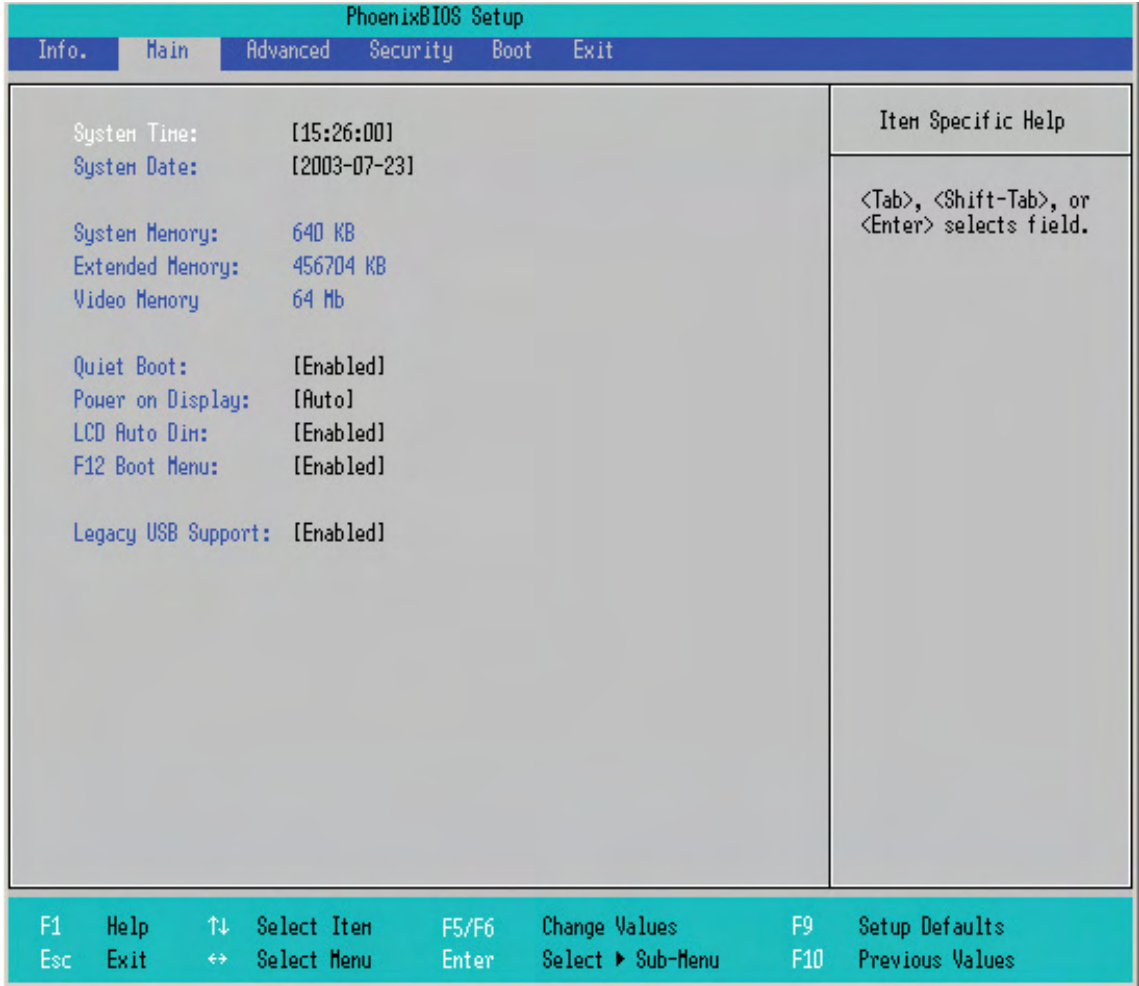 PhoenixBIOS Setup
Info. Main Advanced Security Boot Exit
System Time: [15:26:00]
System Date: [2003-07-23]
System Memory: 640 KB
Extended Memory: 456704 KB
Video Memory 64 Mb
Quiet Boot: [Enabled]
Power on Display: [Auto]
LCD Auto Dim: [Enabled]
F12 Boot Menu: [Enabled]
Legacy USB Support: [Enabled]
Item Specific Help
<Tab>, <Shift-Tab>, or
<Enter> selects field.
F1 Help ↑↓ Select Item F5/F6 Change Values F9 Setup Defaults
Esc Exit ↔ Select Menu Enter Select ▶ Sub-Menu F10 Previous Values